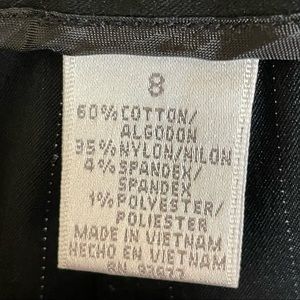 8
60% COTTON/
ALGODON
35% NYLON/NILON
4% SPANDEX/
SPANDEX
1% POLYESTER/
POLIESTER
MADE IN VIETNAM
HECHO EN VIETNAM